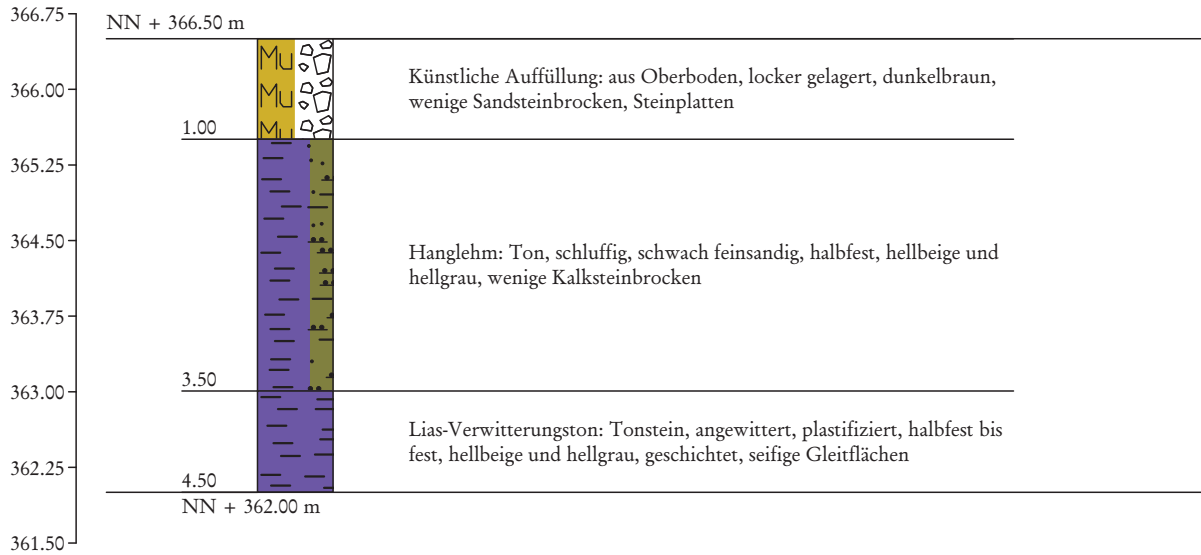 366.75
NN + 366.50 m
Mu
Künstliche Auffüllung: aus Oberboden, locker gelagert, dunkelbraun,
wenige Sandsteinbrocken, Steinplatten
366.00
Mu
1.00
Mu
365.25
364.50
Hanglehm: Ton, schluffig, schwach feinsandig, halbfest, hellbeige und
hellgrau, wenige Kalksteinbrocken
363.75
3.50
363.00
Lias-Verwitterungston: Tonstein, angewittert, plastifiziert, halbfest bis
fest, hellbeige und hellgrau, geschichtet, seifige Gleitflächen
362.25
4.50
NN + 362.00 m
361.50